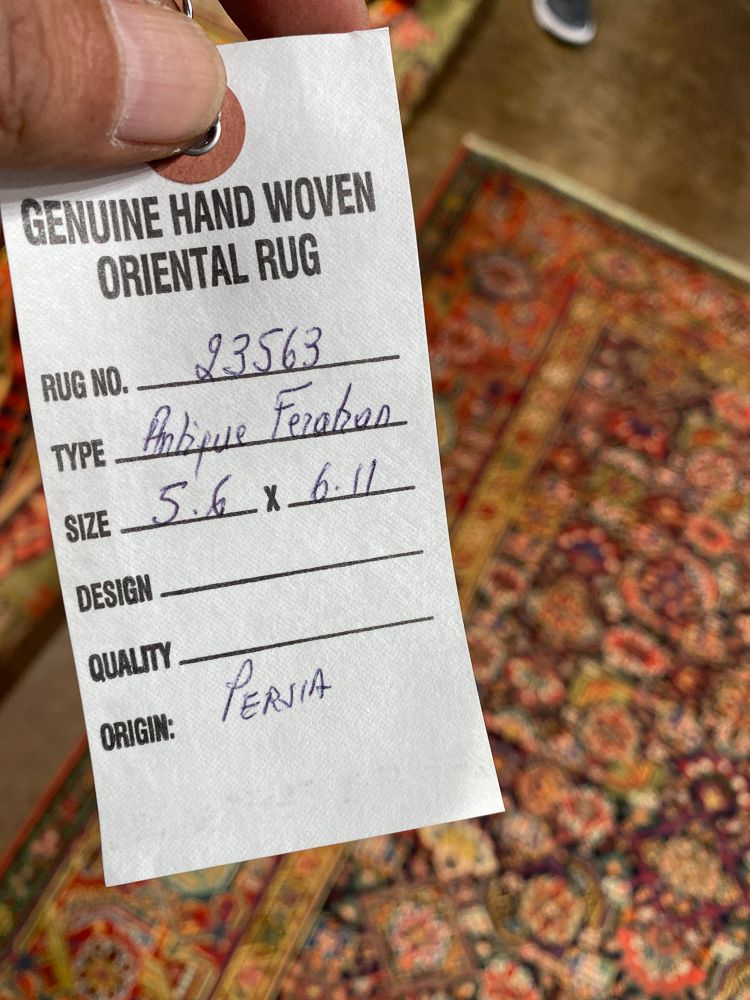 GENUINE HAND WOVEN
ORIENTAL RUG
RUG NO. 23563
TYPE Antique Ferahan
SIZE 5.6 X 6.11
DESIGN
QUALITY
ORIGIN: PERSIA